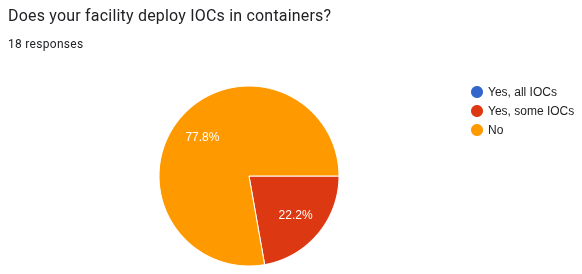 Does your facility deploy IOCs in containers?
18 responses
Yes, all IOCs
Yes, some IOCs
No
77.8%
22.2%